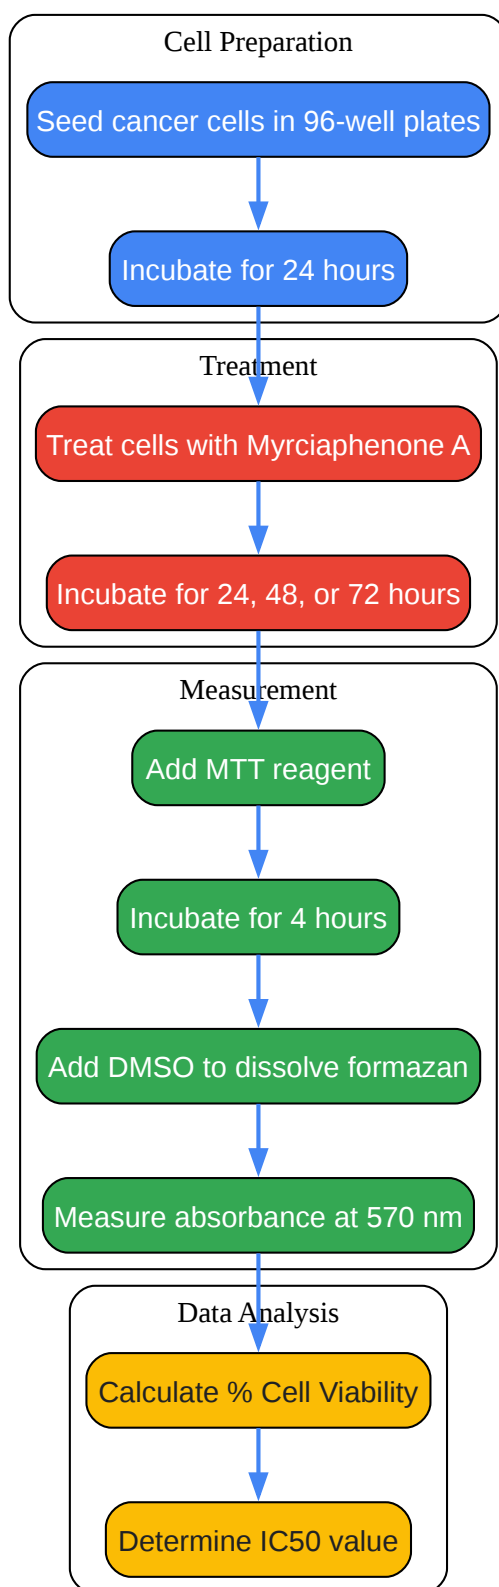 Cell Preparation
Seed cancer cells in 96-well plates
Incubate for 24 hours
Treatment
Treat cells with Myrciaphenone A
Incubate for 24, 48, or 72 hours
Measurement
Add MTT reagent
Incubate for 4 hours
Add DMSO to dissolve formazan
Measure absorbance at 570 nm
Data Analysis
Calculate % Cell Viability
Determine IC50 value